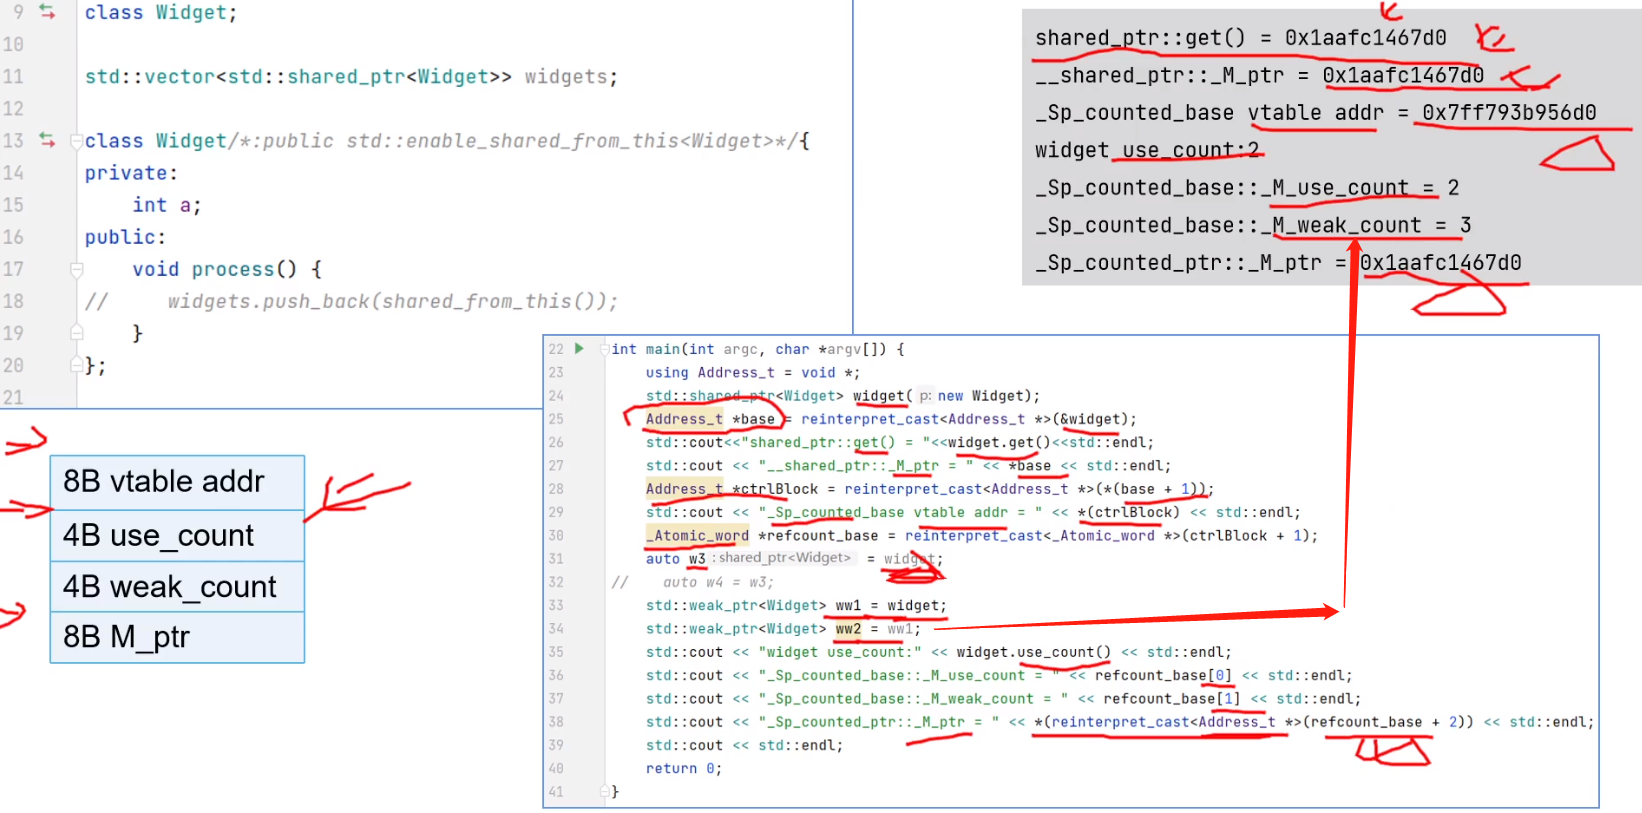 9 class Widget;
10
11 std::vector<std::shared_ptr<Widget>> widgets;
12
13 class Widget/*:public std::enable_shared_from_this<Widget>*/{
14 private:
15 int a;
16 public:
17 void process() {
18 // widgets.push_back(shared_from_this());
19 }
20 };
21
shared_ptr::get() = 0x1aafc1467d0
__shared_ptr::_M_ptr = 0x1aafc1467d0
_Sp_counted_base vtable addr = 0x7ff793b956d0
widget use_count:2
_Sp_counted_base::_M_use_count = 2
_Sp_counted_base::_M_weak_count = 3
_Sp_counted_ptr::_M_ptr = 0x1aafc1467d0
22 int main(int argc, char *argv[]) {
23 using Address_t = void *;
24 std::shared_ptr<Widget> widget( p: new Widget);
25 Address_t *base = reinterpret_cast<Address_t *>(&widget);
26 std::cout<<"shared_ptr::get() = "<<widget.get()<<std::endl;
27 std::cout << "__shared_ptr::_M_ptr = " << *base << std::endl;
28 Address_t *ctrlBlock = reinterpret_cast<Address_t *>(*(base + 1));
29 std::cout << "_Sp_counted_base vtable addr = " << *(ctrlBlock) << std::endl;
30 _Atomic_word *refcount_base = reinterpret_cast<_Atomic_word *>(ctrlBlock + 1);
31 auto w3 : shared_ptr<Widget> = widget;
32 // auto w4 = w3;
33 std::weak_ptr<Widget> ww1 = widget;
34 std::weak_ptr<Widget> ww2 = ww1;
35 std::cout << "widget use_count:" << widget.use_count() << std::endl;
36 std::cout << "_Sp_counted_base::_M_use_count = " << refcount_base[0] << std::endl;
37 std::cout << "_Sp_counted_base::_M_weak_count = " << refcount_base[1] << std::endl;
38 std::cout << "_Sp_counted_ptr::_M_ptr = " << *(reinterpret_cast<Address_t *>(refcount_base + 2)) << std::endl;
39 std::cout << std::endl;
40 return 0;
41 }
8B vtable addr
4B use_count
4B weak_count
8B M_ptr